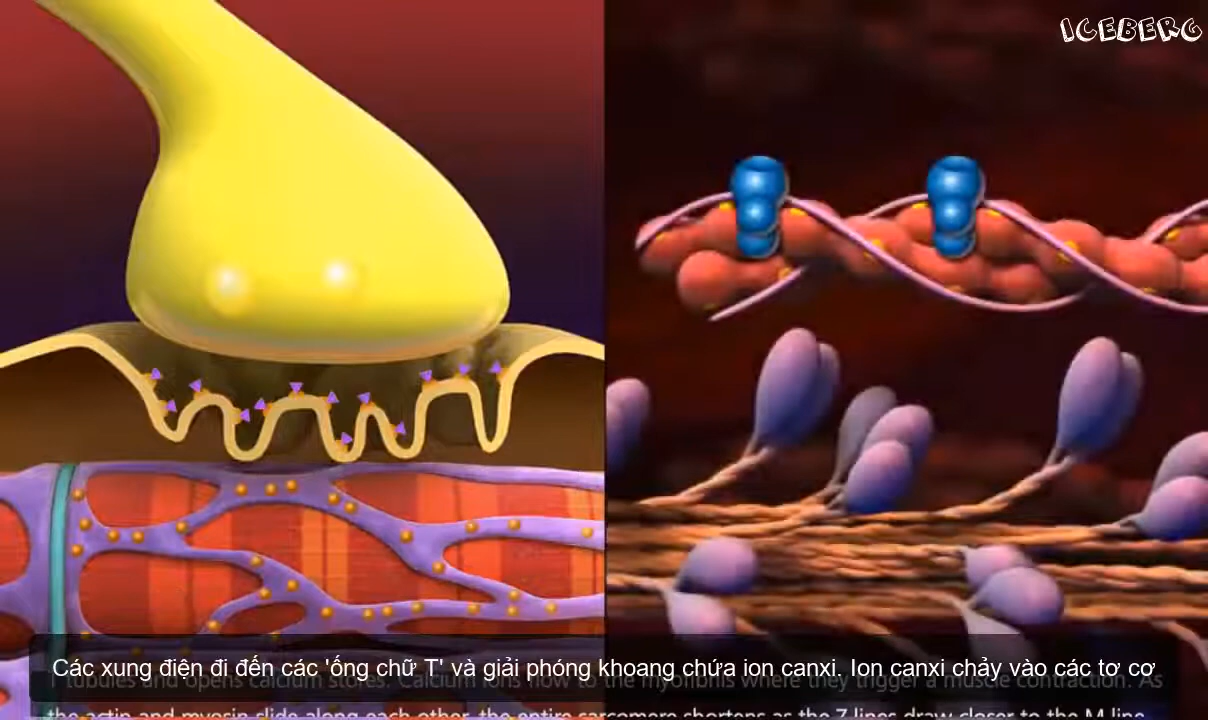 ICEBERG
Các xung điện đi đến các 'ống chữ T' và giải phóng khoang chứa ion canxi. Ion canxi chảy vào các tơ cơ
T tubules and opens calcium stores. Calcium ions flow to the myofibrils where they trigger a muscle contraction. As
the actin and myosin slide along each other, the entire sarcomere shortens as the Z lines draw closer to the M line.